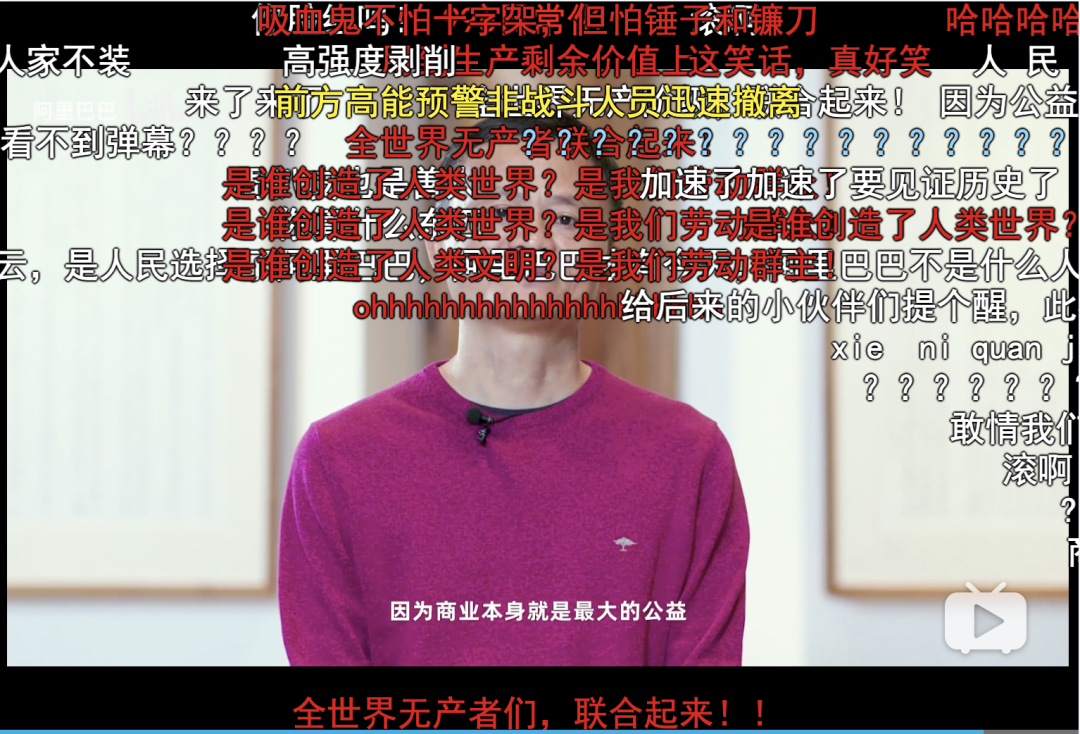 吸血鬼不怕十字架，但怕锤子和镰刀
哈哈哈哈
人家不装
高强度剥削
生产剩余价值上这笑话，真好笑
人 民
阿里巴巴
来了来
前方高能预警非战斗人员迅速撤离
合起来！
因为公益
看不到弹幕？？？？
全世界无产者联合起来！
？？？？？？？？？？？？？？？？
是谁创造了人类世界？是我
加速了加速了要见证历史了
是谁创造了人类世界？是我们劳动
是谁创造了人类世界？
云，是人民选择
是谁创造了人类文明？是我们劳动群主！
里巴巴不是什么人
ohhhhhhhhhhhhhhh
给后来的小伙伴们提个醒，此
xie ni quan j
？？？？？？？
敢情我们
滚啊
？
因为商业本身就是最大的公益
全世界无产者们，联合起来！！